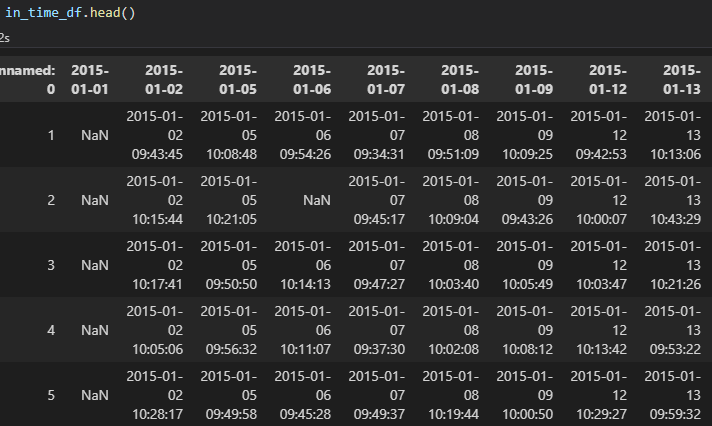 in_time_df.head()
2s
nnamed: 2015- 2015- 2015- 2015- 2015- 2015- 2015- 2015- 2015-
0 01-01 01-02 01-05 01-06 01-07 01-08 01-09 01-12 01-13
2015-01- 2015-01- 2015-01- 2015-01- 2015-01- 2015-01- 2015-01- 2015-01-
1 NaN 02 05 06 07 08 09 12 13
09:43:45 10:08:48 09:54:26 09:34:31 09:51:09 10:09:25 09:42:53 10:13:06
2015-01- 2015-01- 2015-01- 2015-01- 2015-01- 2015-01- 2015-01-
2 NaN 02 05 NaN 07 08 09 12 13
10:15:44 10:21:05 09:45:17 10:09:04 09:43:26 10:00:07 10:43:29
2015-01- 2015-01- 2015-01- 2015-01- 2015-01- 2015-01- 2015-01- 2015-01-
3 NaN 02 05 06 07 08 09 12 13
10:17:41 09:50:50 10:14:13 09:47:27 10:03:40 10:05:49 10:03:47 10:21:26
2015-01- 2015-01- 2015-01- 2015-01- 2015-01- 2015-01- 2015-01- 2015-01-
4 NaN 02 05 06 07 08 09 12 13
10:05:06 09:56:32 10:11:07 09:37:30 10:02:08 10:08:12 10:13:42 09:53:22
2015-01- 2015-01- 2015-01- 2015-01- 2015-01- 2015-01- 2015-01- 2015-01-
5 NaN 02 05 06 07 08 09 12 13
10:28:17 09:49:58 09:45:28 09:49:37 10:19:44 10:00:50 10:29:27 09:59:32